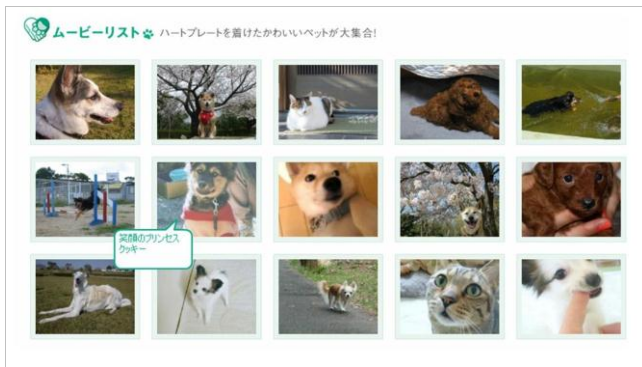 ムービーリスト ハートプレートを着けたかわいいペットが大集合!
笑顔のプリンセス
クッキー